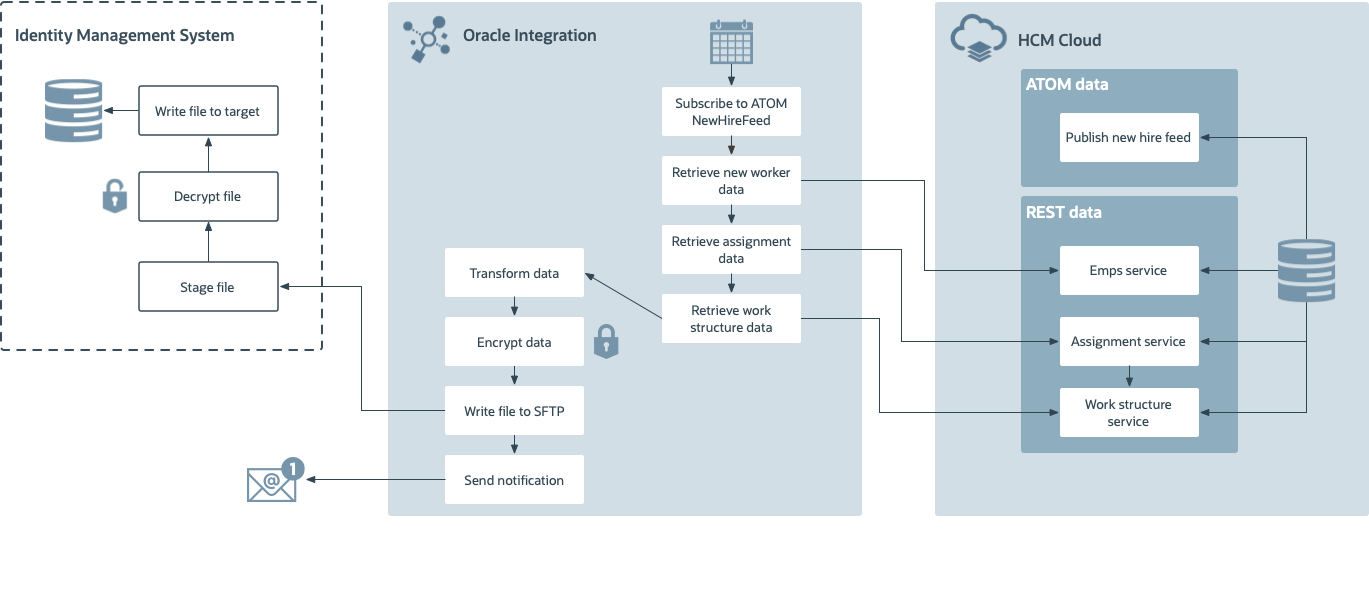 Identity Management System
Write file to target
Decrypt file
Stage file
Oracle Integration
Subscribe to ATOM
NewHireFeed
Retrieve new worker
data
Retrieve assignment
data
Retrieve work
structure data
Transform data
Encrypt data
Write file to SFTP
Send notification
@
1
HCM Cloud
ATOM data
Publish new hire feed
REST data
Emps service
Assignment service
Work structure
service